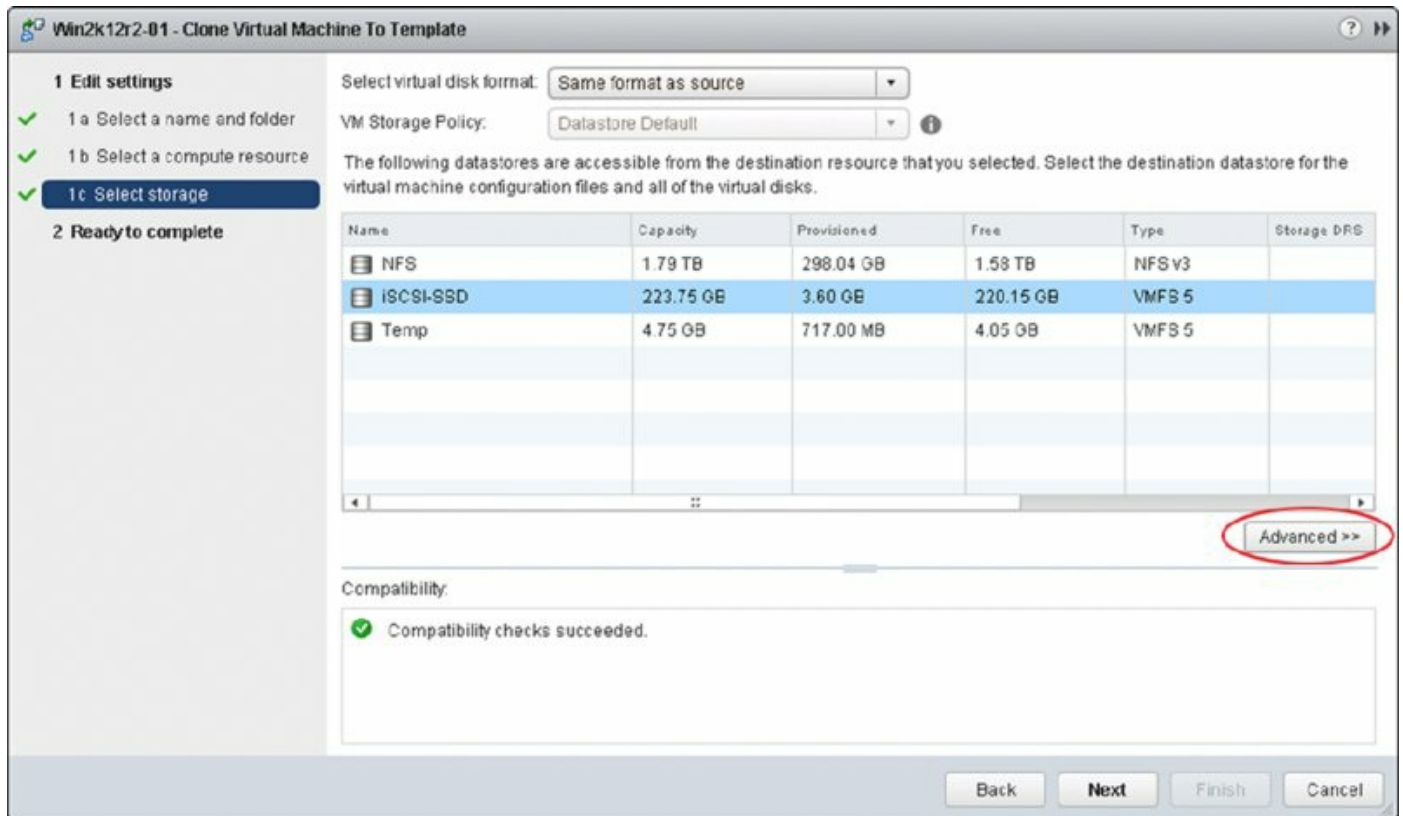 Win2k12r2-01 - Clone Virtual Machine To Template
1 Edit settings
1a Select a name and folder
1b Select a compute resource
1c Select storage
2 Ready to complete
Select virtual disk format: Same format as source
VM Storage Policy: Datastore Default
The following datastores are accessible from the destination resource that you selected. Select the destination datastore for the
virtual machine configuration files and all of the virtual disks.
Name Capacity Provisioned Free Type Storage DRS
NFS 1.79 TB 298.04 GB 1.58 TB NFS v3
iSCSI-SSD 223.75 GB 3.60 GB 220.15 GB VMFS 5
Temp 4.75 GB 717.00 MB 4.05 GB VMFS 5
Advanced >>
Compatibility:
Compatibility checks succeeded.
Back Next Finish Cancel